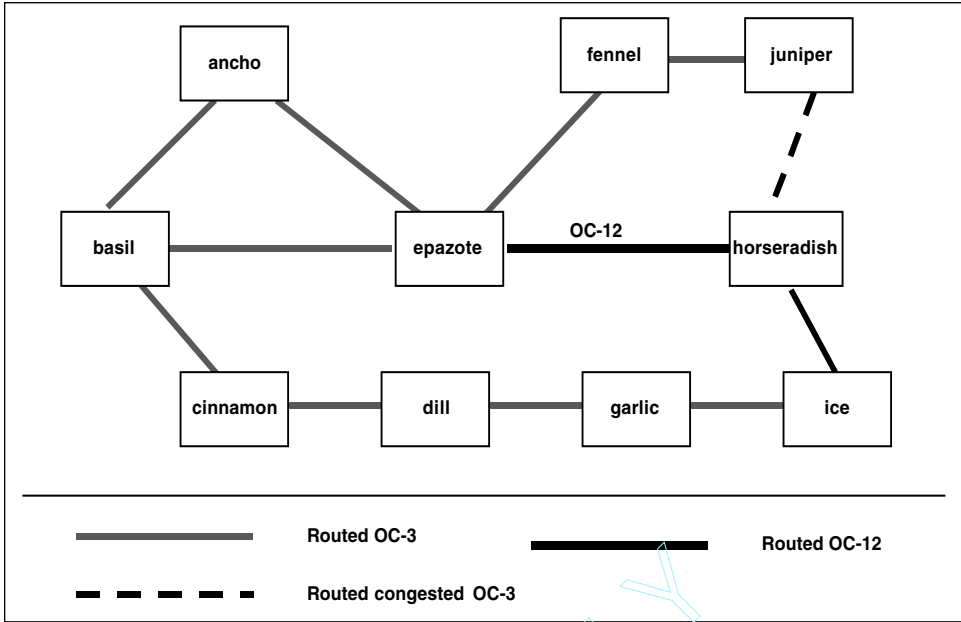 ancho
fennel
juniper
basil
epazote
OC-12
horseradish
cinnamon
dill
garlic
ice
Routed OC-3
Routed OC-12
Routed congested OC-3